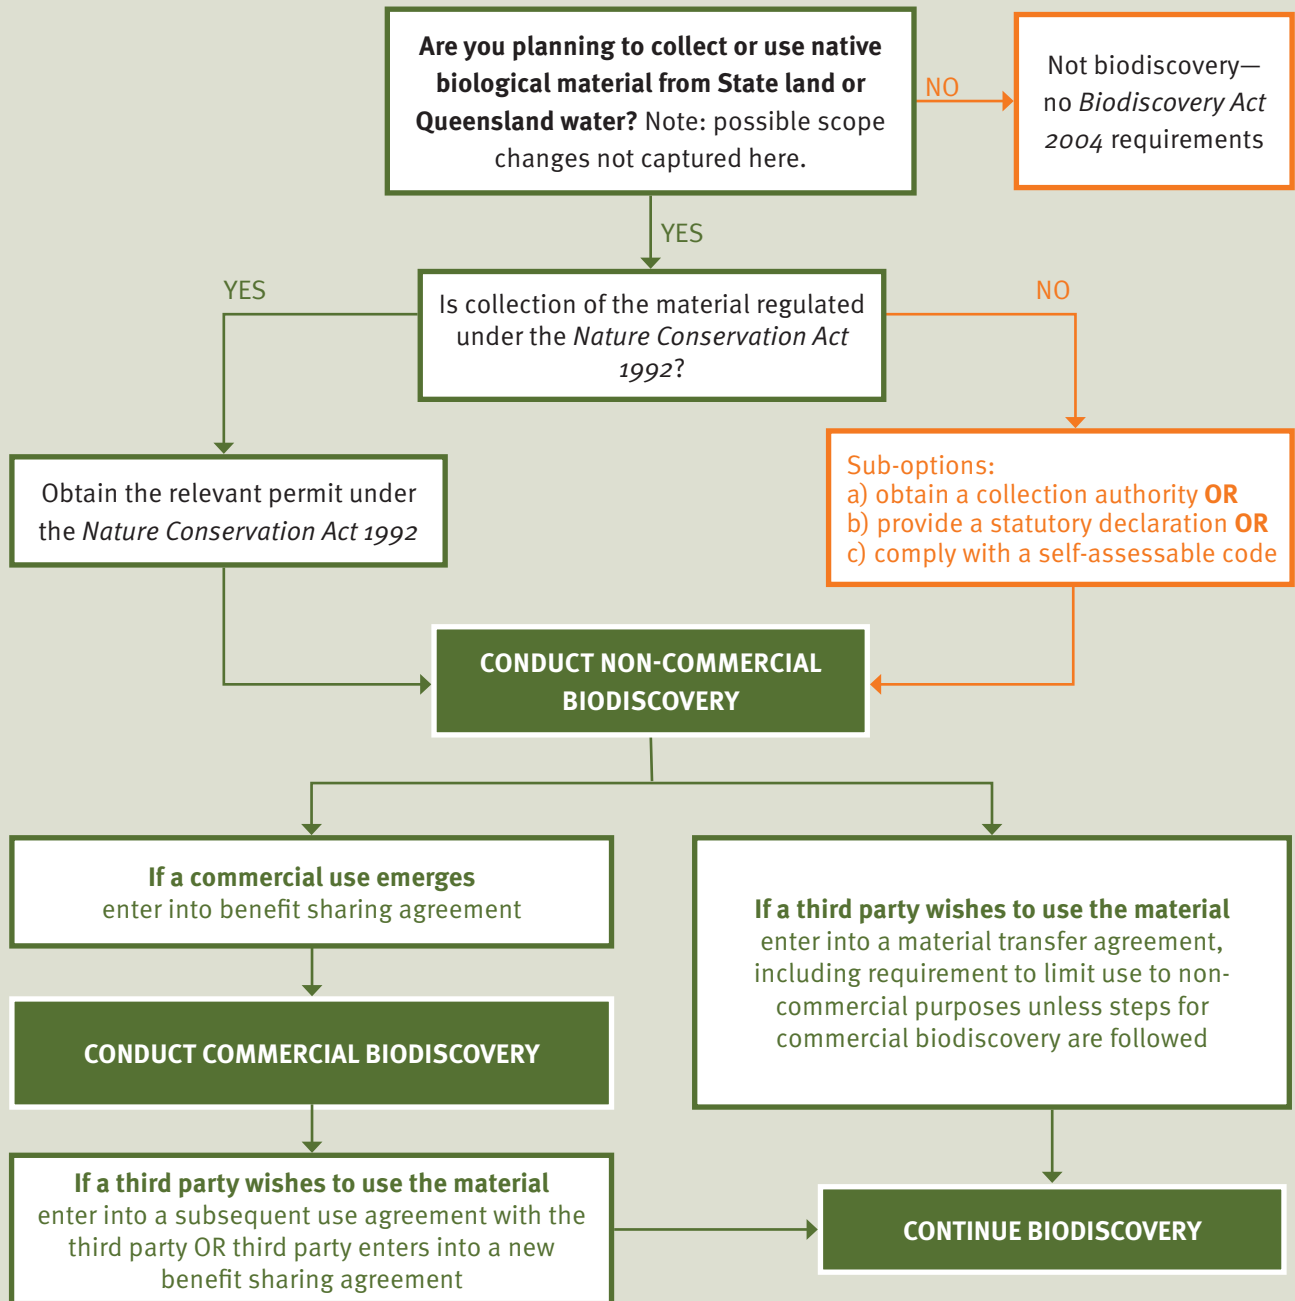 Are you planning to collect or use native
biological material from State land or
Queensland water? Note: possible scope
changes not captured here.
NO
Not biodiscovery—
no Biodiscovery Act
2004 requirements
YES
YES
Is collection of the material regulated
under the Nature Conservation Act
1992?
NO
Obtain the relevant permit under
the Nature Conservation Act 1992
Sub-options:
a) obtain a collection authority OR
b) provide a statutory declaration OR
c) comply with a self-assessable code
CONDUCT NON-COMMERCIAL
BIODISCOVERY
If a commercial use emerges
enter into benefit sharing agreement
If a third party wishes to use the material
enter into a material transfer agreement,
including requirement to limit use to non-
commercial purposes unless steps for
commercial biodiscovery are followed
CONDUCT COMMERCIAL BIODISCOVERY
If a third party wishes to use the material
enter into a subsequent use agreement with the
third party OR third party enters into a new
benefit sharing agreement
CONTINUE BIODISCOVERY